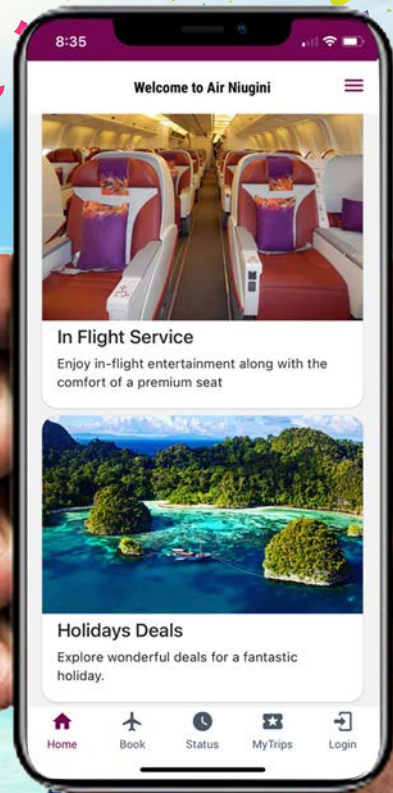 8:35
Welcome to Air Niugini
In Flight Service
Enjoy in-flight entertainment along with the
comfort of a premium seat
Holidays Deals
Explore wonderful deals for a fantastic
holiday.
Home Book Status MyTrips Login